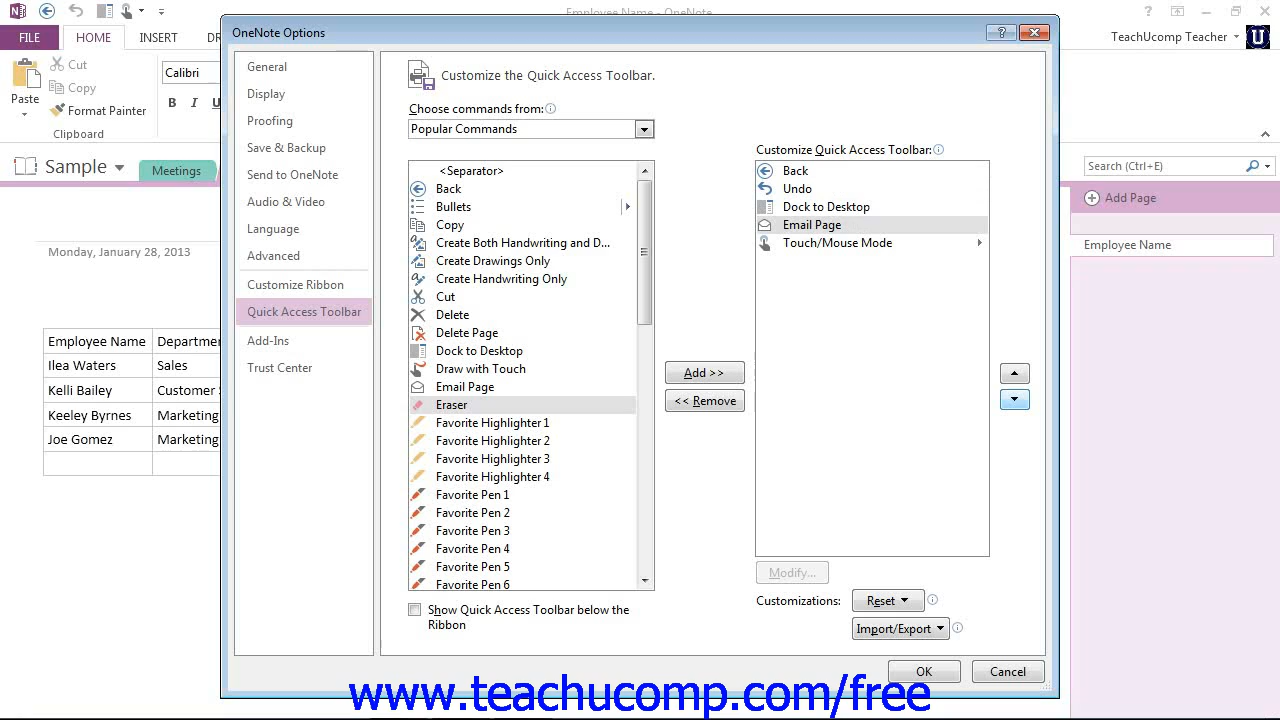 Employee Name - OneNote
FILE
HOME
INSERT
DR
TeachUcomp Teacher
Cut
Copy
Paste
Format Painter
Clipboard
Calibri
B I U
Sample
Meetings
Search (Ctrl+E)
Add Page
Employee Name
Monday, January 28, 2013
Employee Name Departme
Ilea Waters Sales
Kelli Bailey Customer S
Keeley Byrnes Marketing
Joe Gomez Marketing
OneNote Options
General
Display
Proofing
Save & Backup
Send to OneNote
Audio & Video
Language
Advanced
Customize Ribbon
Quick Access Toolbar
Add-Ins
Trust Center
Customize the Quick Access Toolbar.
Choose commands from:
Popular Commands
<Separator>
Back
Bullets
Copy
Create Both Handwriting and D...
Create Drawings Only
Create Handwriting Only
Cut
Delete
Delete Page
Dock to Desktop
Draw with Touch
Email Page
Eraser
Favorite Highlighter 1
Favorite Highlighter 2
Favorite Highlighter 3
Favorite Highlighter 4
Favorite Pen 1
Favorite Pen 2
Favorite Pen 3
Favorite Pen 4
Favorite Pen 5
Favorite Pen 6
Show Quick Access Toolbar below the
Ribbon
Add >>
<< Remove
Customize Quick Access Toolbar:
Back
Undo
Dock to Desktop
Email Page
Touch/Mouse Mode
Modify...
Customizations:
Reset
Import/Export
OK
Cancel
www.teachucomp.com/free